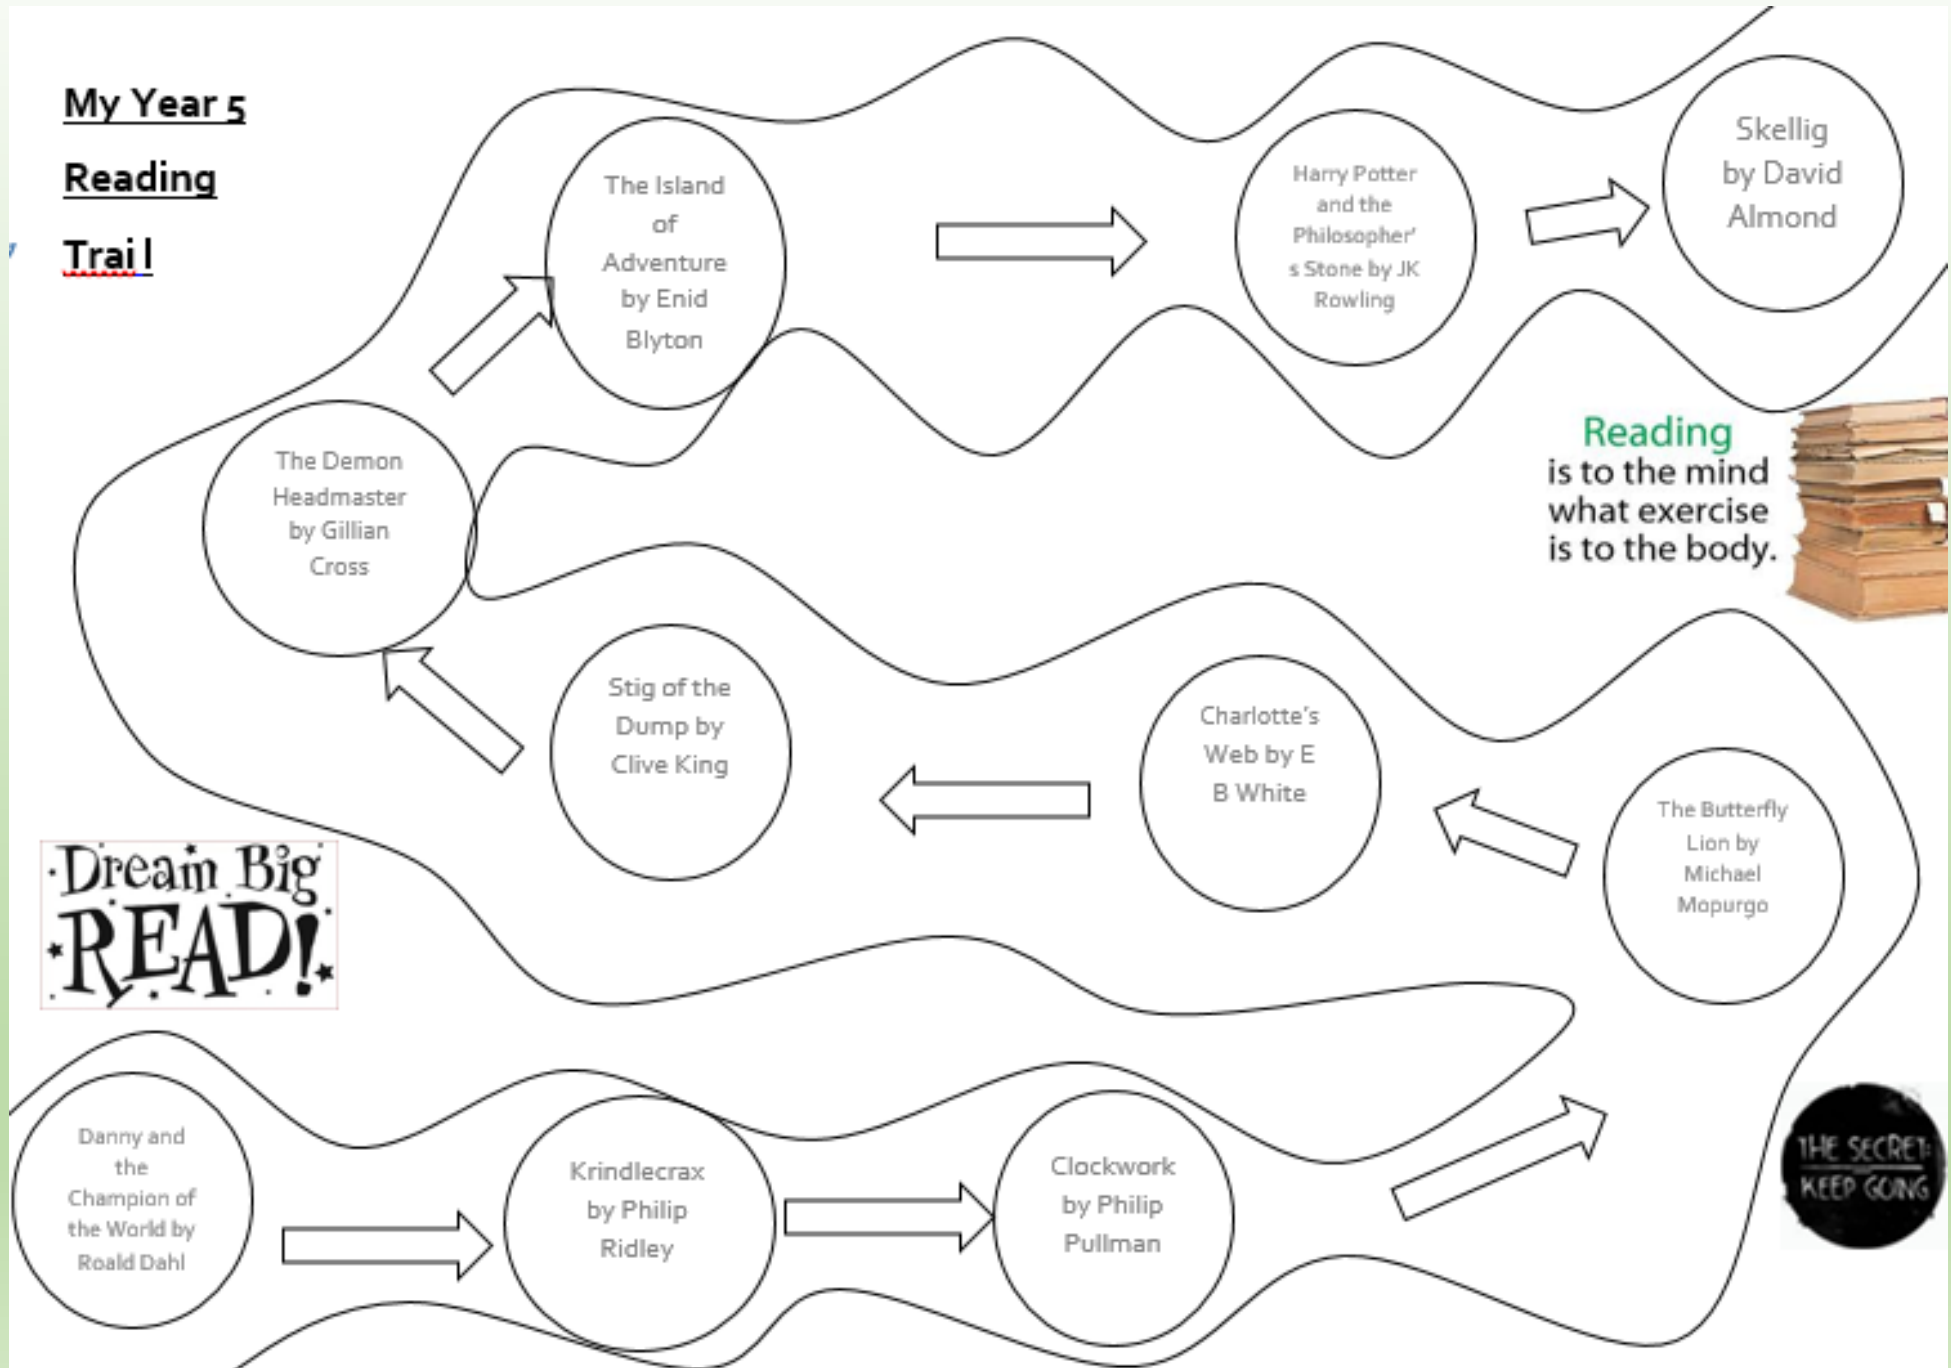 My Year 5
Reading
Trail
The Island
of
Adventure
by Enid
Blyton
Harry Potter
and the
Philosopher'
s Stone by JK
Rowling
Skellig
by David
Almond
The Demon
Headmaster
by Gillian
Cross
Reading
is to the mind
what exercise
is to the body.
Stig of the
Dump by
Clive King
Charlotte's
Web by E
B White
The Butterfly
Lion by
Michael
Mopurgo
Dream Big
READ!
Danny and
the
Champion of
the World by
Roald Dahl
Krindlecrax
by Philip
Ridley
Clockwork
by Philip
Pullman
THE SECRET:
KEEP GOING